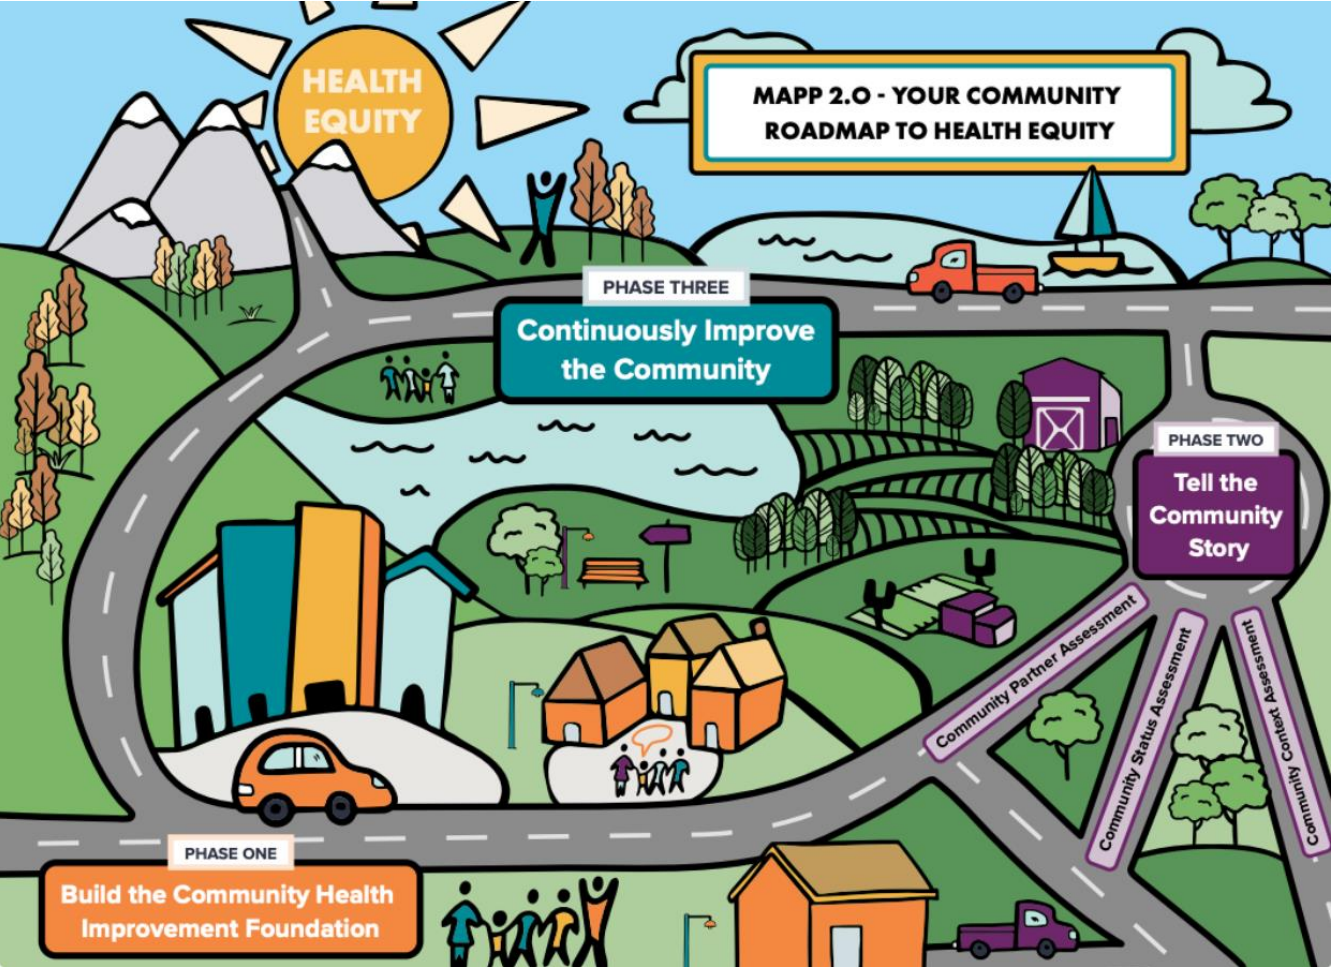 HEALTH
EQUITY
MAPP 2.0 - YOUR COMMUNITY
ROADMAP TO HEALTH EQUITY
PHASE THREE
Continuously Improve
the Community
PHASE TWO
Tell the
Community
Story
Community Partner Assessment
Community Status Assessment
Community Context Assessment
PHASE ONE
Build the Community Health
Improvement Foundation